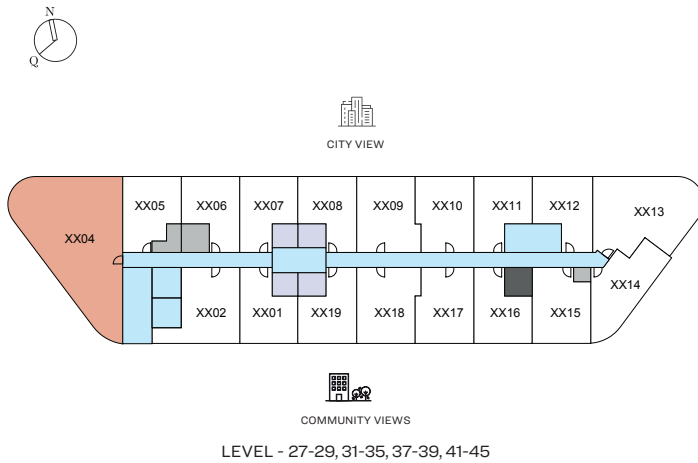 N
Q
CITY VIEW
XX05 XX06 XX07 XX08 XX09 XX10 XX11 XX12
XX13
XX04
XX14
XX02 XX01 XX19 XX18 XX17 XX16 XX15
COMMUNITY VIEWS
LEVEL - 27-29, 31-35, 37-39, 41-45